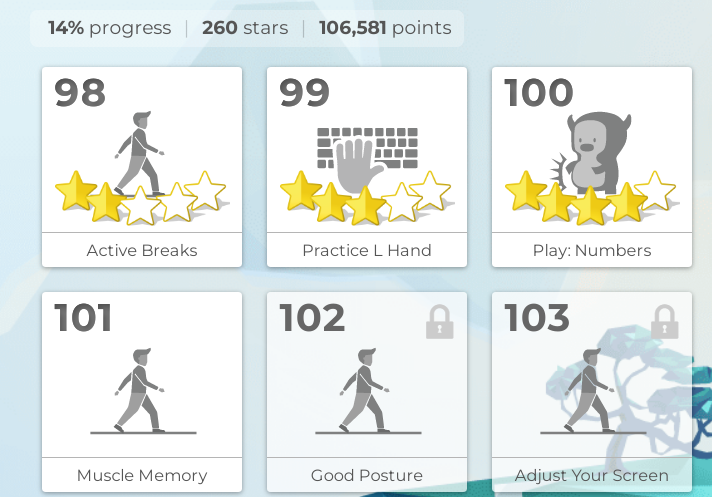 14% progress | 260 stars | 106,581 points
98
99
100
Active Breaks
Practice L Hand
Play: Numbers
101
102
103
Muscle Memory
Good Posture
Adjust Your Screen